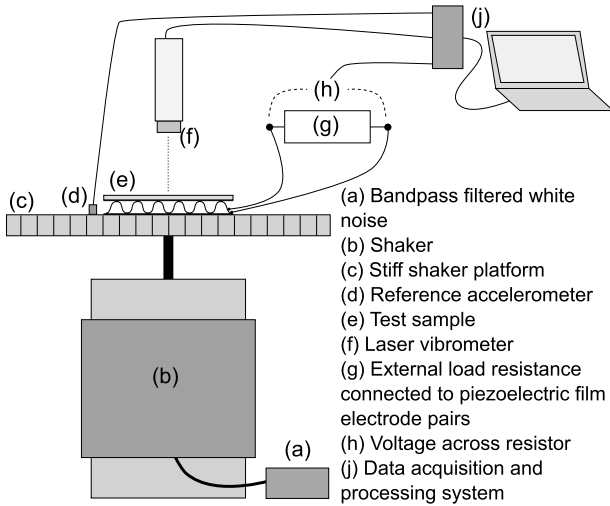 (j)
(h)
(g)
(f)
(e)
(d)
(c)
(b)
(a)
(a) Bandpass filtered white
noise
(b) Shaker
(c) Stiff shaker platform
(d) Reference accelerometer
(e) Test sample
(f) Laser vibrometer
(g) External load resistance
connected to piezoelectric film
electrode pairs
(h) Voltage across resistor
(j) Data acquisition and
processing system